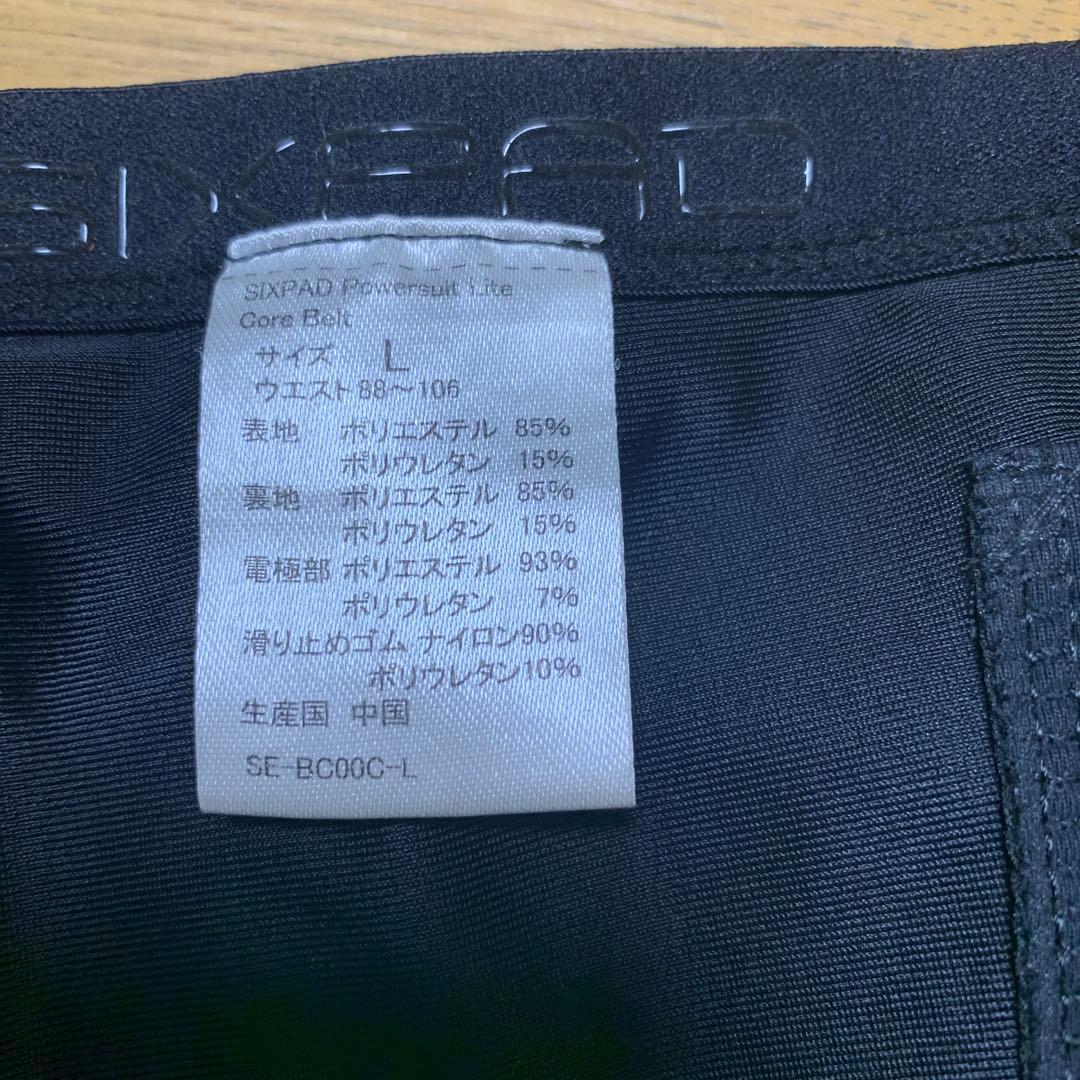 SIXPAD
SIXPAD Powersuit Lite
Core Belt
サイズ L
ウエスト 88～106
表地 ポリエステル 85%
ポリウレタン 15%
裏地 ポリエステル 85%
ポリウレタン 15%
電極部 ポリエステル 93%
ポリウレタン 7%
滑り止めゴム ナイロン90%
ポリウレタン10%
生産国 中国
SE-BC00C-L